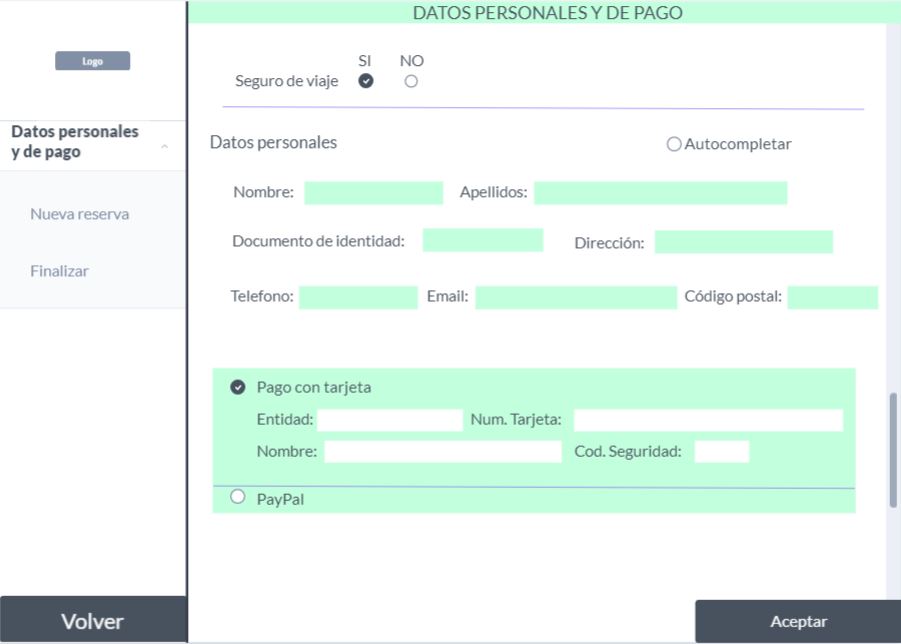 DATOS PERSONALES Y DE PAGO
Logo
SI NO
Seguro de viaje
Datos personales
y de pago
Datos personales
Autocompletar
Nueva reserva
Finalizar
Nombre: Apellidos:
Documento de identidad: Dirección:
Telefono: Email: Código postal:
Pago con tarjeta
Entidad: Num. Tarjeta:
Nombre: Cod. Seguridad:
PayPal
Volver
Aceptar